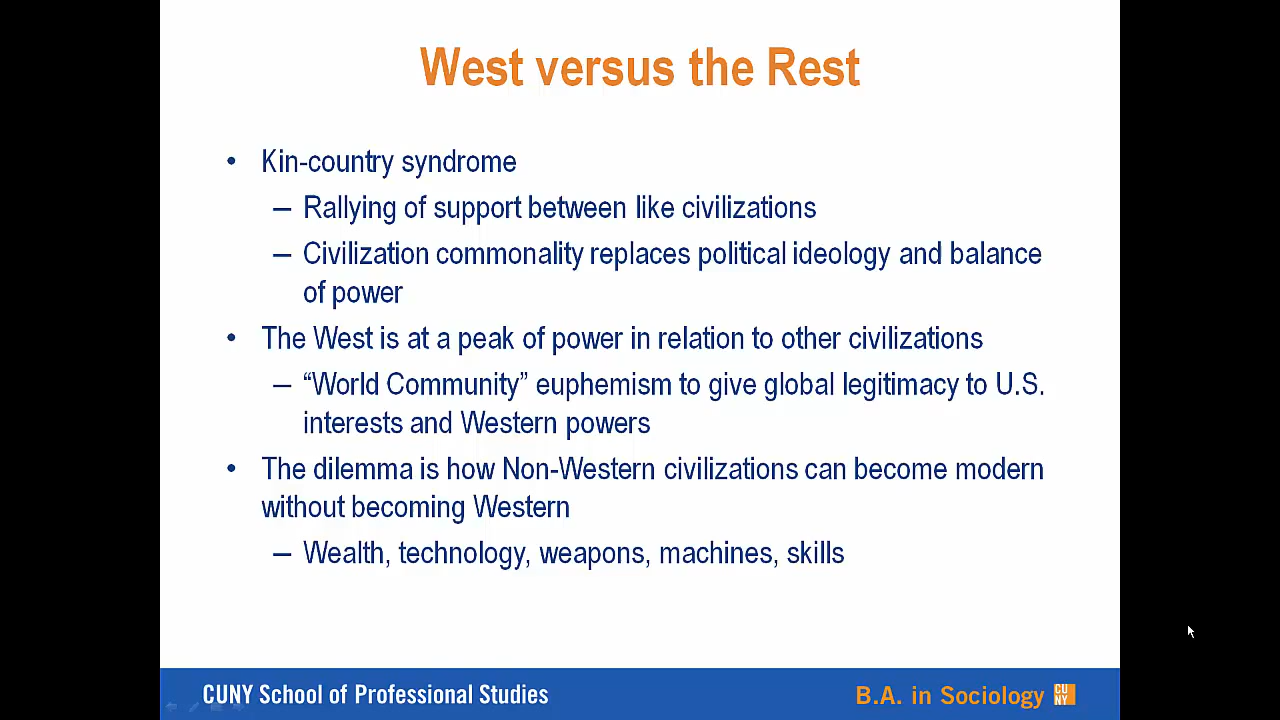 West versus the Rest
• Kin-country syndrome
– Rallying of support between like civilizations
– Civilization commonality replaces political ideology and balance
of power
• The West is at a peak of power in relation to other civilizations
– “World Community” euphemism to give global legitimacy to U.S.
interests and Western powers
• The dilemma is how Non-Western civilizations can become modern
without becoming Western
– Wealth, technology, weapons, machines, skills
CUNY School of Professional Studies
B.A. in Sociology
CU
NY